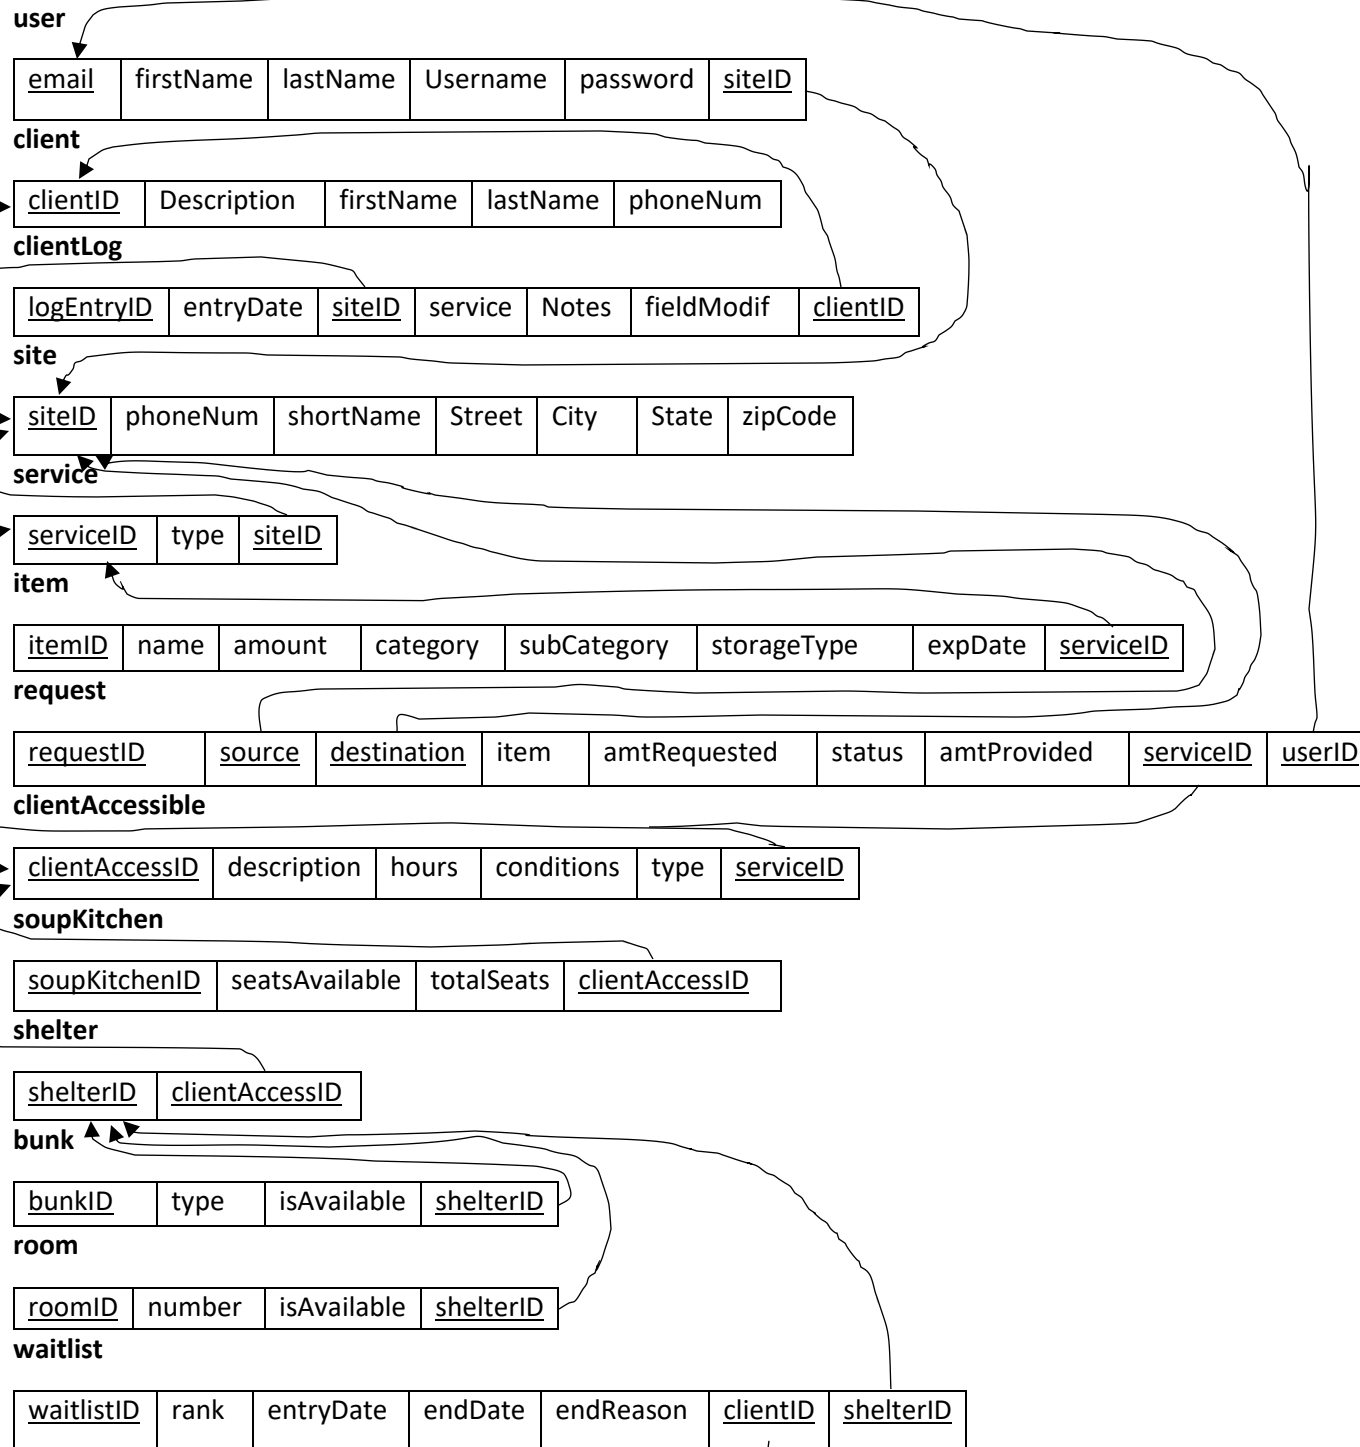 user
email firstName lastName Username password siteID
client
clientID Description firstName lastName phoneNum
clientLog
logEntryID entryDate siteID service Notes fieldModif clientID
site
siteID phoneNum shortName Street City State zipCode
service
serviceID type siteID
item
itemID name amount category subCategory storageType expDate serviceID
request
requestID source destination item amtRequested status amtProvided serviceID userID
clientAccessible
clientAccessID description hours conditions type serviceID
soupKitchen
soupKitchenID seatsAvailable totalSeats clientAccessID
shelter
shelterID clientAccessID
bunk
bunkID type isAvailable shelterID
room
roomID number isAvailable shelterID
waitlist
waitlistID rank entryDate endDate endReason clientID shelterID